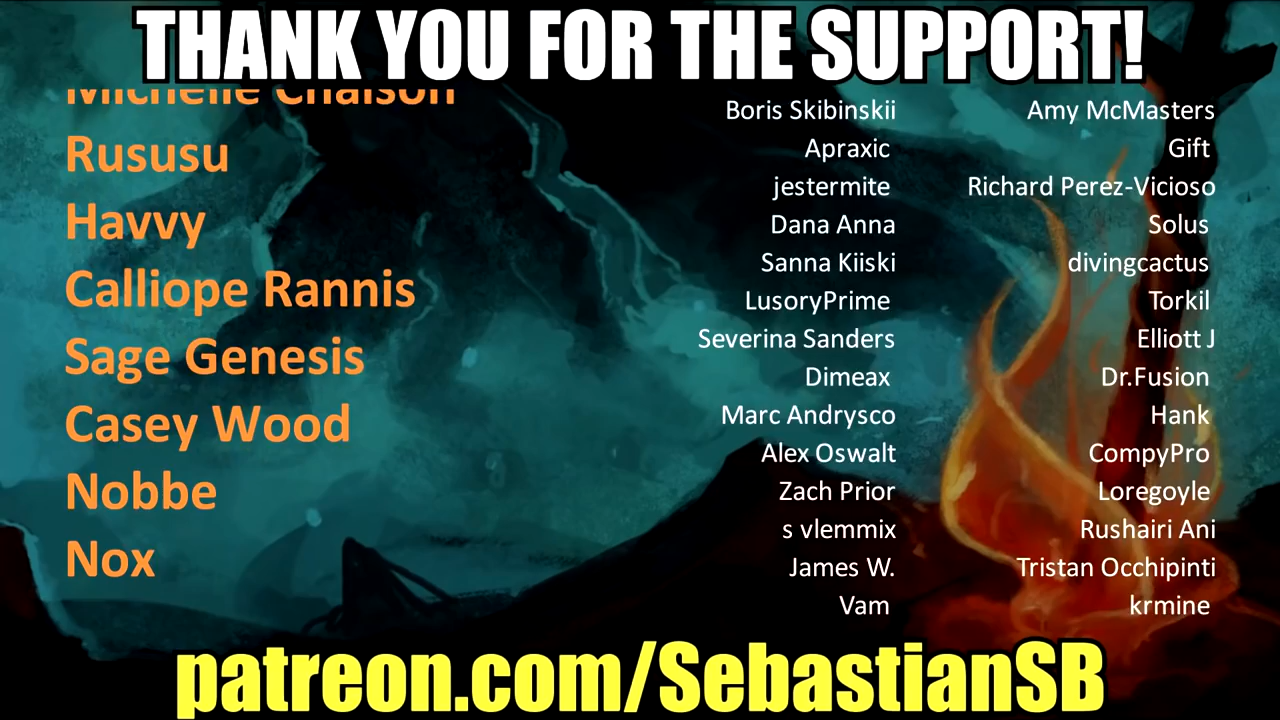 THANK YOU FOR THE SUPPORT!
Michelle Chaison
Rususu
Havvy
Calliope Rannis
Sage Genesis
Casey Wood
Nobbe
Nox
Boris Skibinskii
Apraxic
jestermite
Dana Anna
Sanna Kiiski
LusoryPrime
Severina Sanders
Dimeax
Marc Andrysco
Alex Oswalt
Zach Prior
s vlemmix
James W.
Vam
Amy McMasters
Gift
Richard Perez-Vicioso
Solus
divingcactus
Torkil
Elliott J
Dr.Fusion
Hank
CompyPro
Loregoyle
Rushairi Ani
Tristan Occhipinti
krmine
patreon.com/SebastianSB